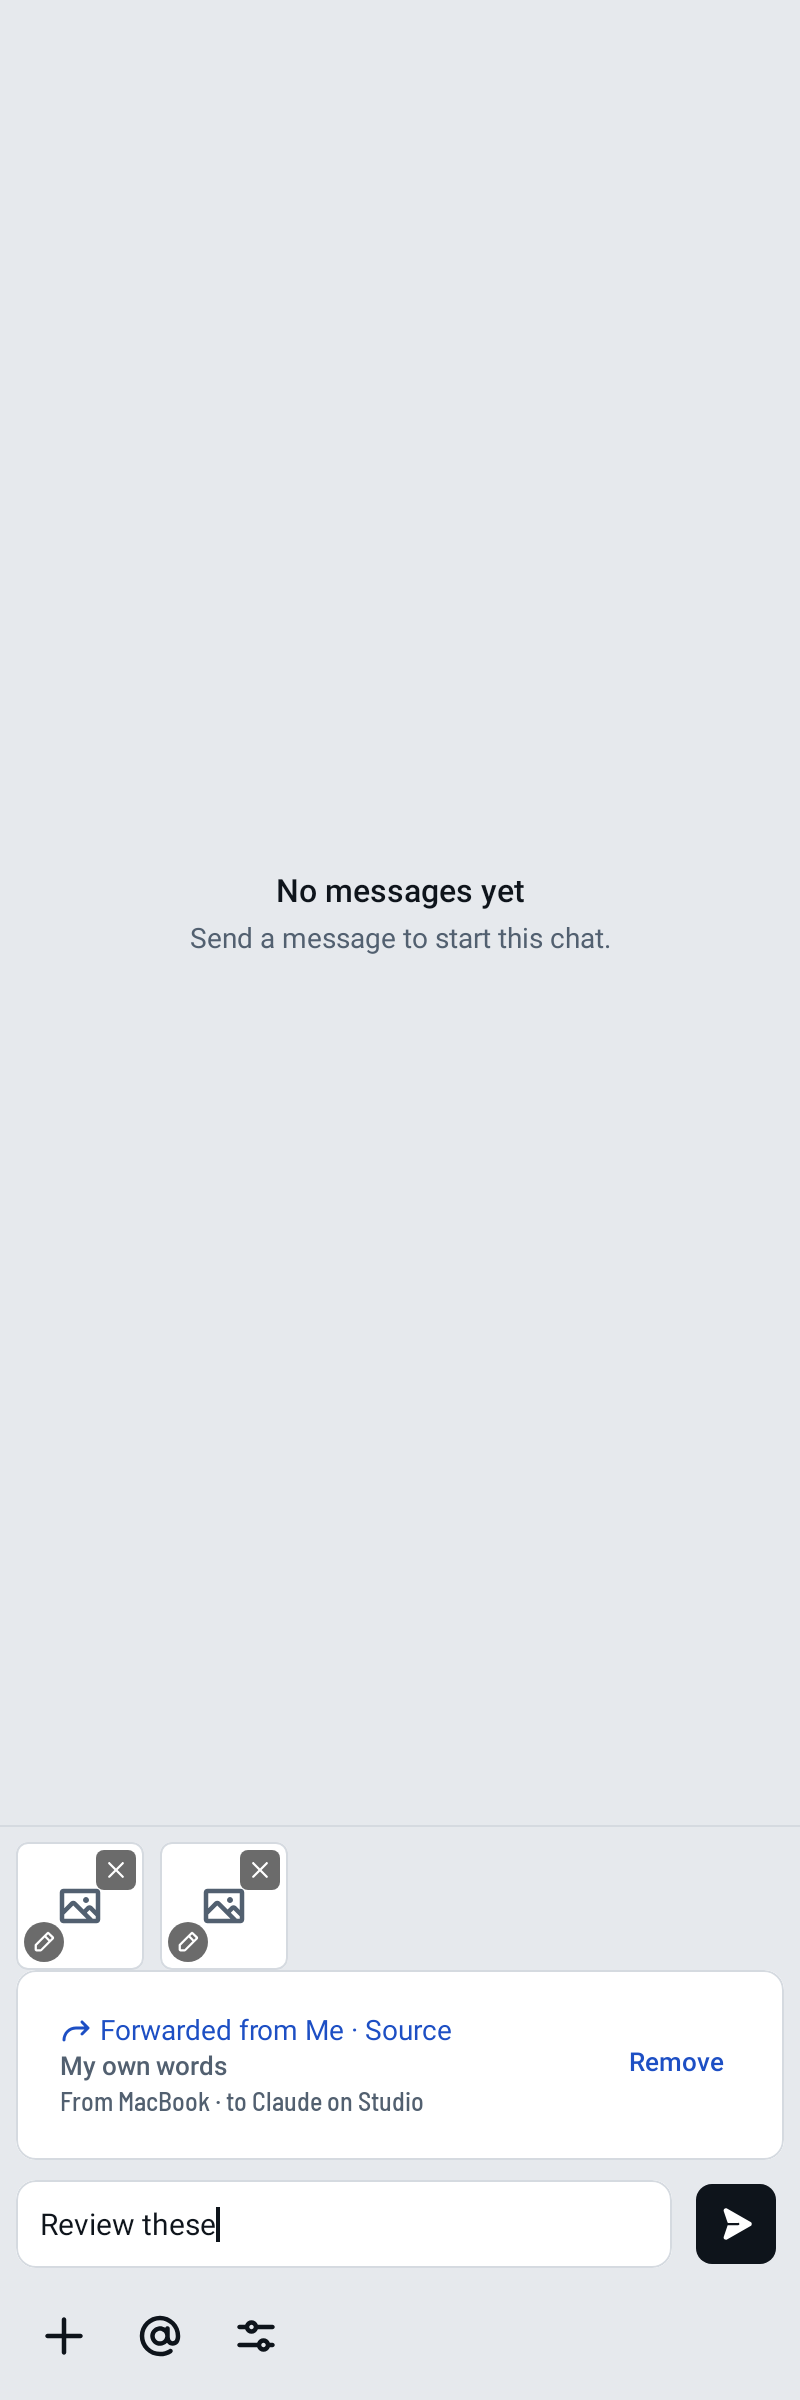 No messages yet
Send a message to start this chat.
Forwarded from Me · Source
My own words
From MacBook · to Claude on Studio
Remove
Review these